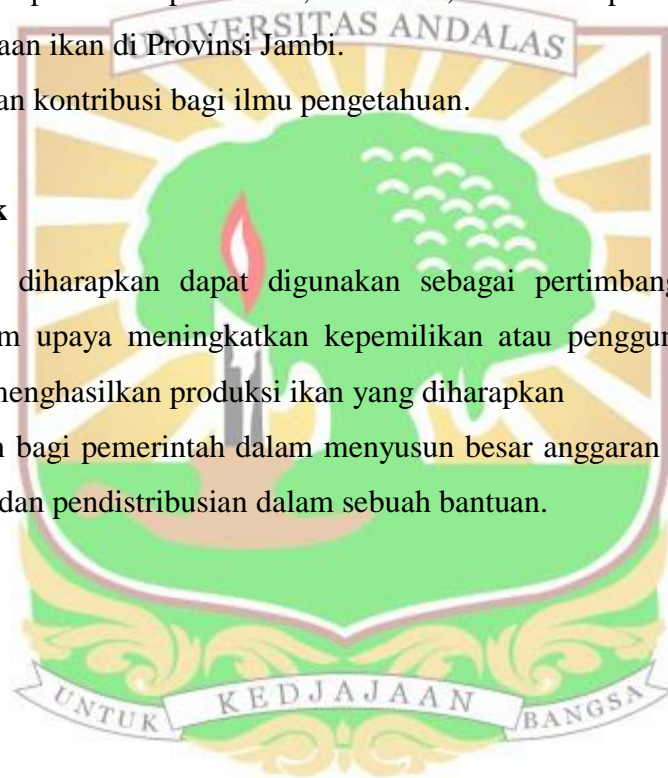 UNIVERSITAS ANDALAS
aan ikan di Provinsi Jambi.
an kontribusi bagi ilmu pengetahuan.
k
diharapkan dapat digunakan sebagai pertimbang
m upaya meningkatkan kepemilikan atau penggun
menghasilkan produksi ikan yang diharapkan
n bagi pemerintah dalam menyusun besar anggaran
dan pendistribusian dalam sebuah bantuan.
UNTUK KEDJAJAAN BANGSA